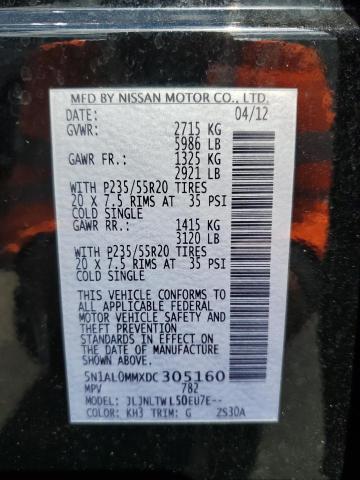 MFD BY NISSAN MOTOR CO., LTD.
DATE: 04/12
GVWR: 2715 KG
5986 LB
GAWR FR.: 1325 KG
2921 LB
WITH P235/55R20 TIRES
20 X 7.5 RIMS AT 35 PSI
COLD SINGLE
GAWR RR.: 1415 KG
3120 LB
WITH P235/55R20 TIRES
20 X 7.5 RIMS AT 35 PSI
COLD SINGLE
THIS VEHICLE CONFORMS TO
ALL APPLICABLE FEDERAL
MOTOR VEHICLE SAFETY AND
THEFT PREVENTION
STANDARDS IN EFFECT ON THE
DATE OF MANUFACTURE SHOWN
ABOVE.
5N1AL0MMXDC305160
MPV 782
MODEL: JLJNLTWL50EU7E--
COLOR: KH3 TRIM: G ZS30A